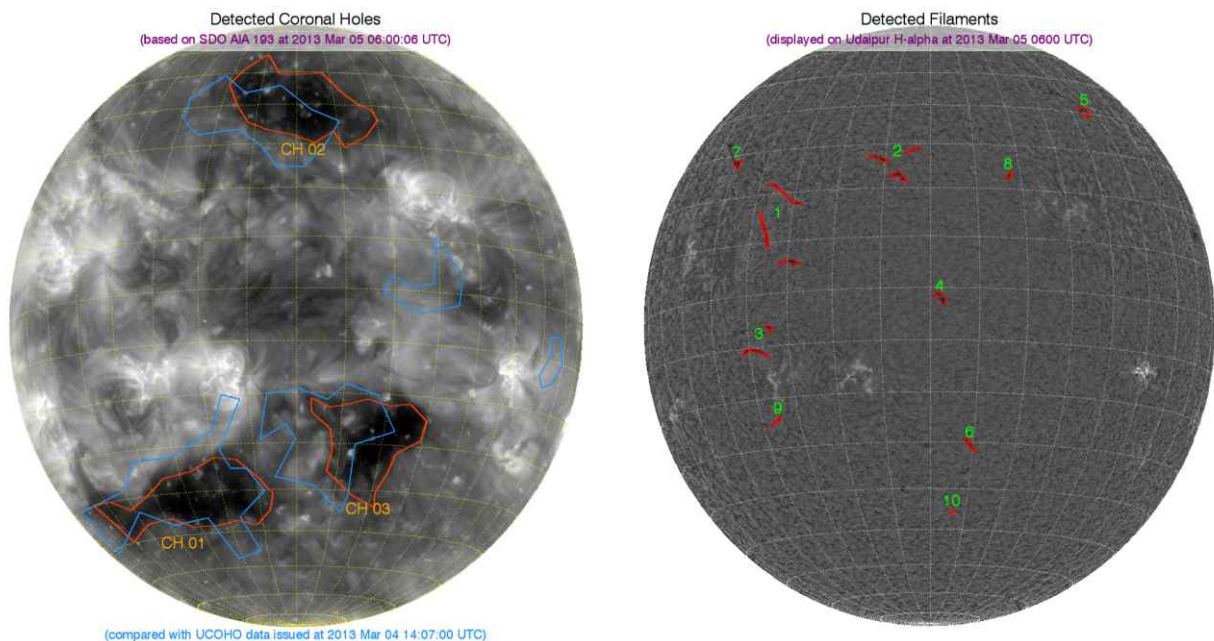 Detected Coronal Holes
(based on SDO AIA 193 at 2013 Mar 05 06:00:06 UTC)
CH 02
CH 03
CH 01
(compared with UCOHO data issued at 2013 Mar 04 14:07:00 UTC)
Detected Filaments
(displayed on Udaipur H-alpha at 2013 Mar 05 0600 UTC)
5
2
7
8
1
4
3
9
6
10